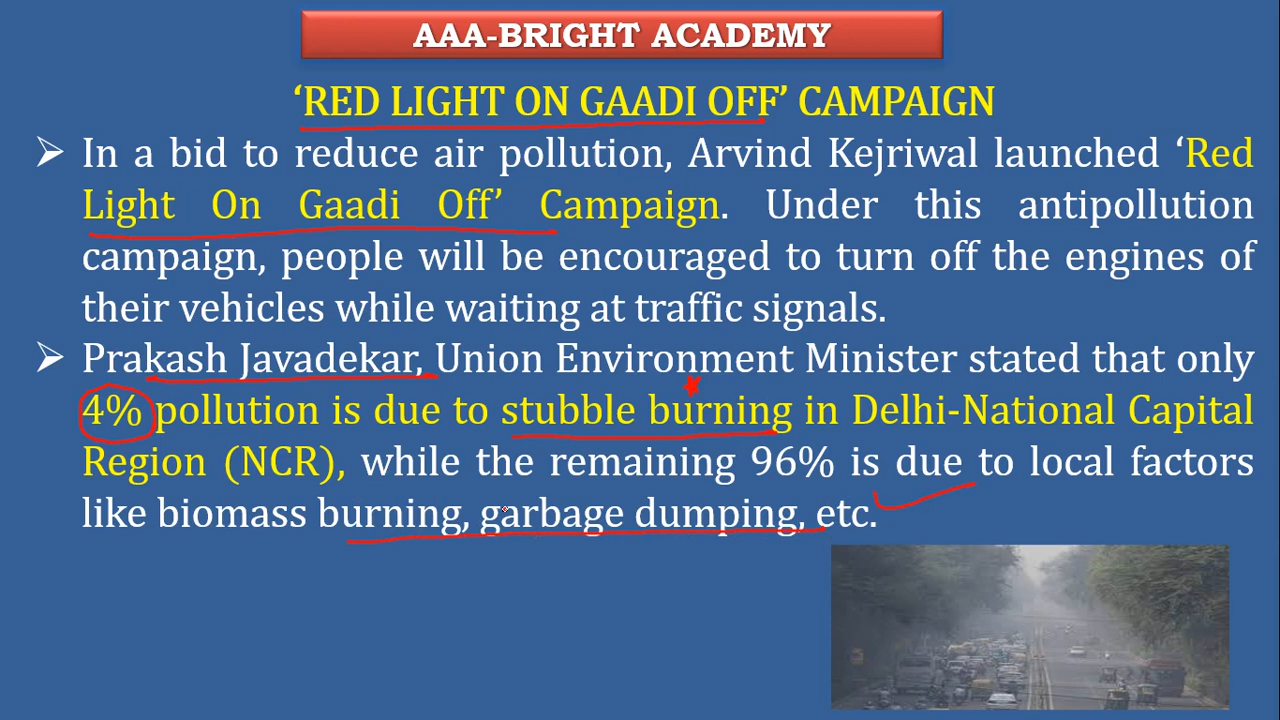 AAA-BRIGHT ACADEMY
‘RED LIGHT ON GAADI OFF’ CAMPAIGN
In a bid to reduce air pollution, Arvind Kejriwal launched ‘Red
Light On Gaadi Off’ Campaign. Under this antipollution
campaign, people will be encouraged to turn off the engines of
their vehicles while waiting at traffic signals.
Prakash Javadekar, Union Environment Minister stated that only
4% pollution is due to stubble burning in Delhi-National Capital
Region (NCR), while the remaining 96% is due to local factors
like biomass burning, garbage dumping, etc.